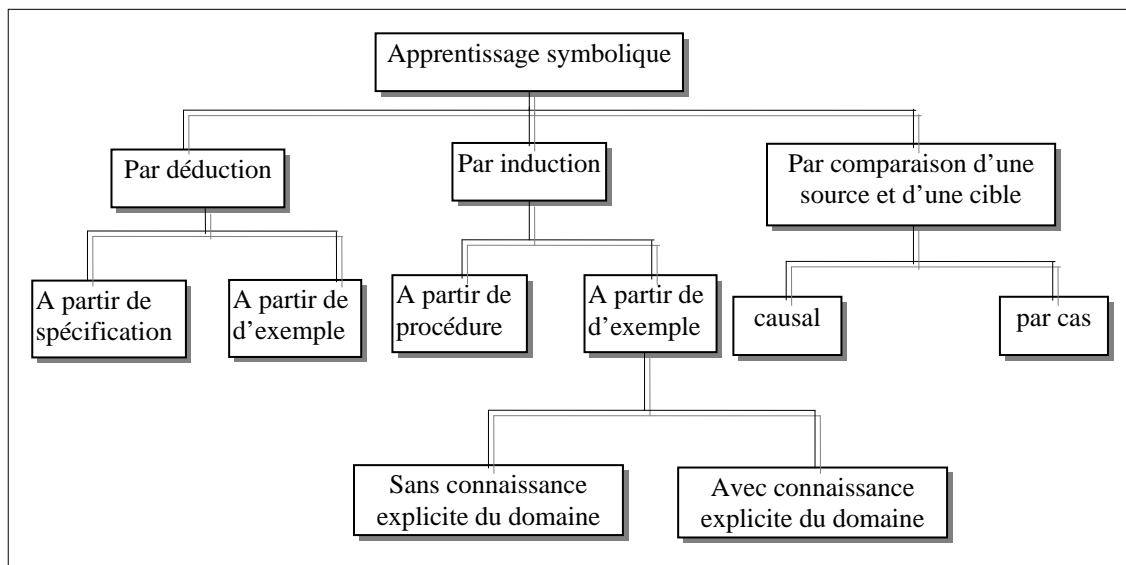 Apprentissage symbolique
Par déduction
Par induction
Par comparaison d’une
source et d’une cible
A partir de
spécification
A partir de
d'exemple
A partir de
procédure
A partir de
d’exemple
causal
par cas
Sans connaissance
explicite du domaine
Avec connaissance
explicite du domaine